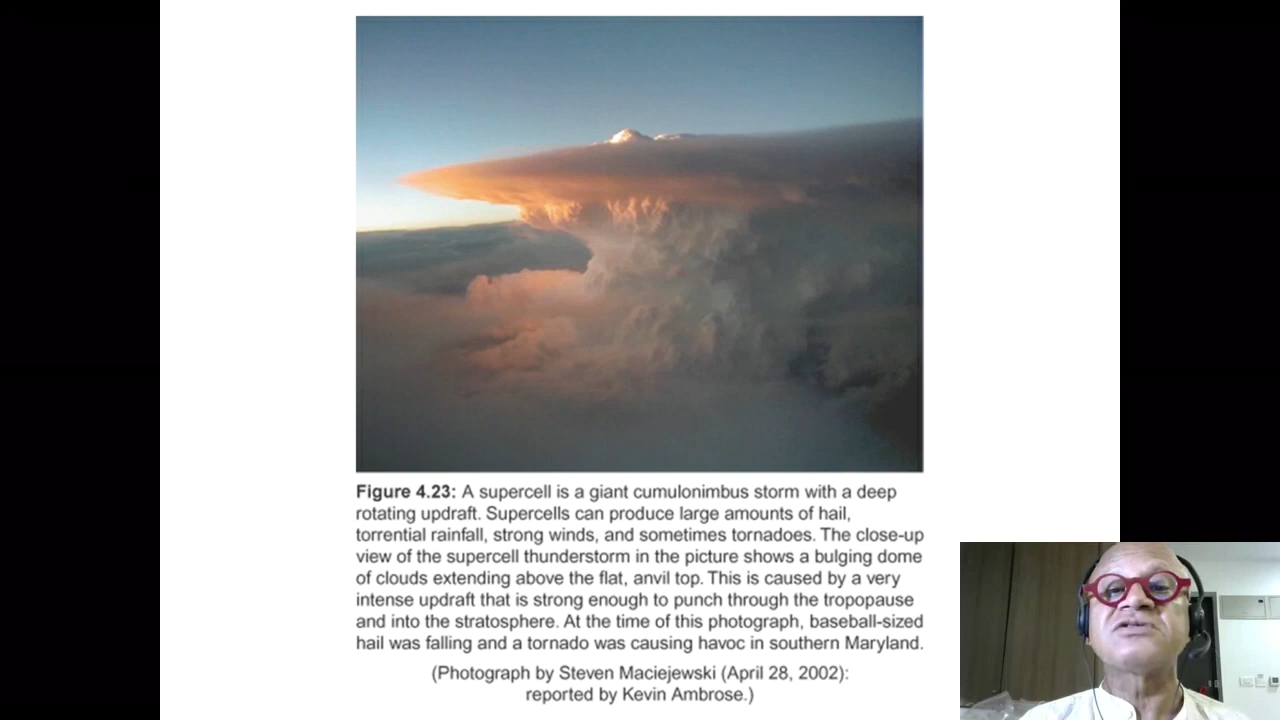 Figure 4.23: A supercell is a giant cumulonimbus storm with a deep
rotating updraft. Supercells can produce large amounts of hail,
torrential rainfall, strong winds, and sometimes tornadoes. The close-up
view of the supercell thunderstorm in the picture shows a bulging dome
of clouds extending above the flat, anvil top. This is caused by a very
intense updraft that is strong enough to punch through the tropopause
and into the stratosphere. At the time of this photograph, baseball-sized
hail was falling and a tornado was causing havoc in southern Maryland.
(Photograph by Steven Maciejewski (April 28, 2002):
reported by Kevin Ambrose.)